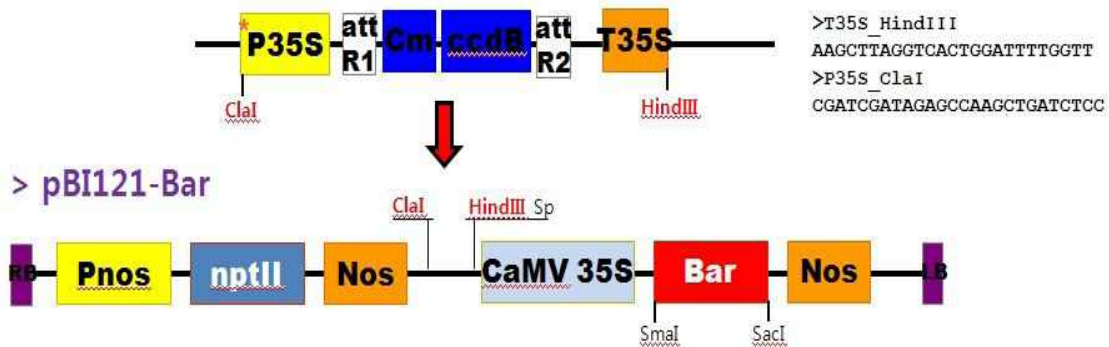 * P35S att R1 Cm ccdB att R2 T35S
ClaI HindIII
>T35S_HindIII
AAGCTTAGGTCACTGGATTTTGGTT
>P35S_ClaI
CGATCGATAGAGCCAAGCTGATCTCC
> pBI121-Bar
ClaI HindIII Sp
RB Pnos nptII Nos CaMV 35S Bar Nos LB
SmaI SacI